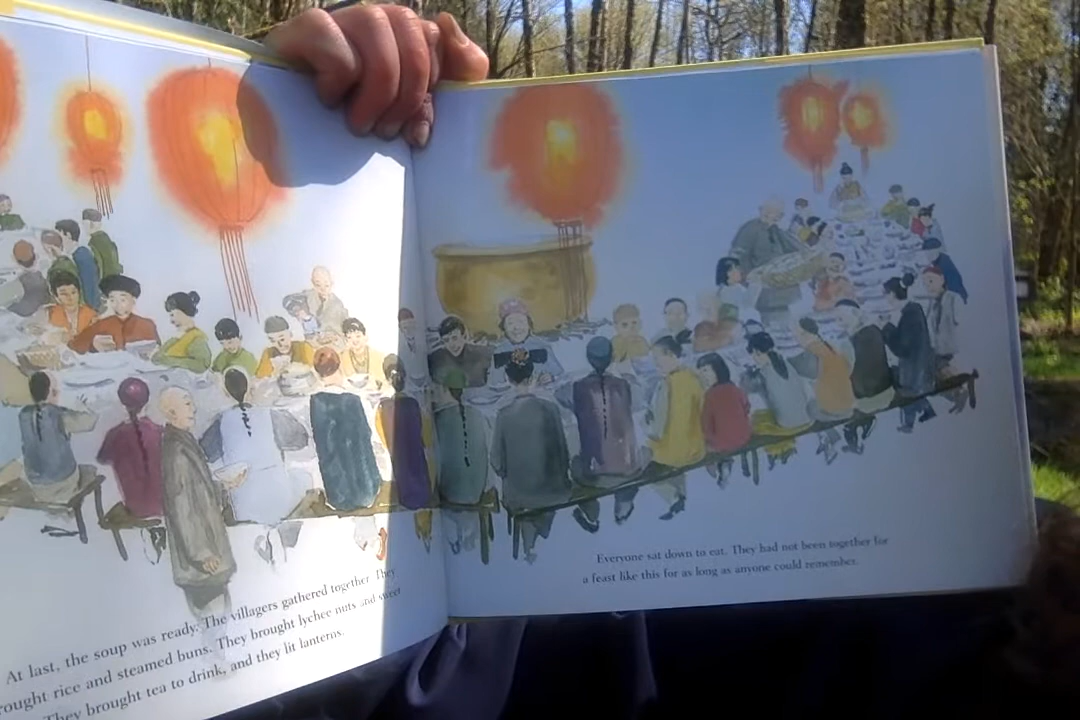 At last, the soup was ready. The villagers gathered together. They
rought rice and steamed buns. They brought lychee nuts and sweet
They brought tea to drink, and they lit lanterns.
Everyone sat down to eat. They had not been together for
a feast like this for as long as anyone could remember.